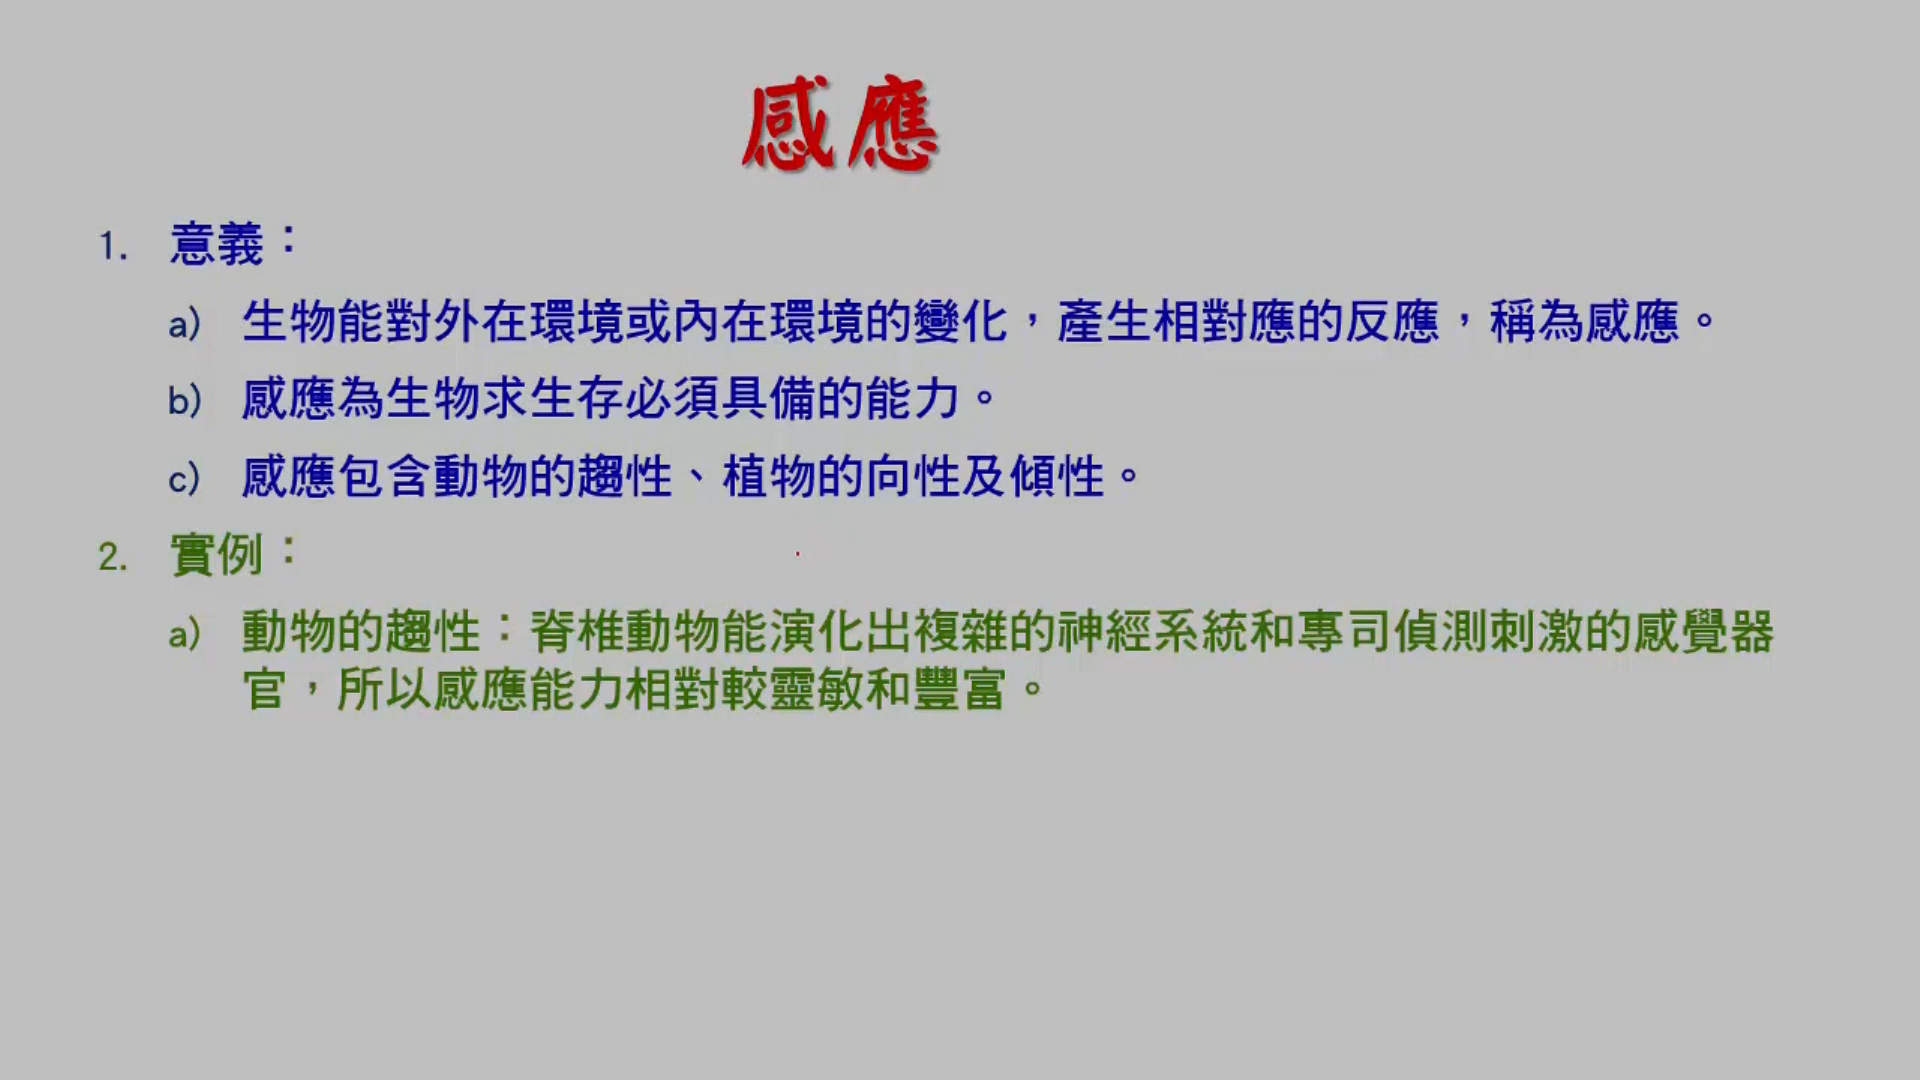 感應
1. 意義：
a) 生物能對外在環境或內在環境的變化，產生相對應的反應，稱為感應。
b) 感應為生物求生存必須具備的能力。
c) 感應包含動物的趨性、植物的向性及傾性。
2. 實例：
a) 動物的趨性：脊椎動物能演化出複雜的神經系統和專司偵測刺激的感覺器
官，所以感應能力相對較靈敏和豐富。